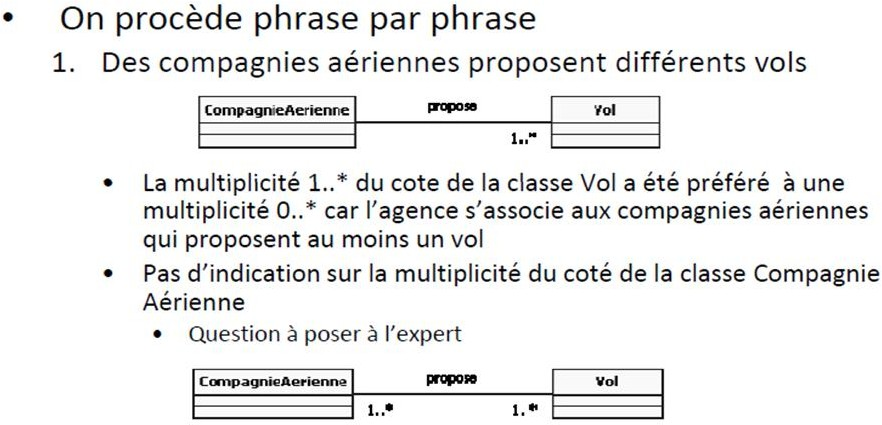 • On procède phrase par phrase
1. Des compagnies aériennes proposent différents vols
CompagnieAerienne propose Vol
1..*
• La multiplicité 1..* du cote de la classe Vol a été préféré à une
multiplicité 0..* car l'agence s'associe aux compagnies aériennes
qui proposent au moins un vol
• Pas d'indication sur la multiplicité du coté de la classe Compagnie
Aérienne
• Question à poser à l'expert
CompagnieAerienne propose Vol
1..* 1..*